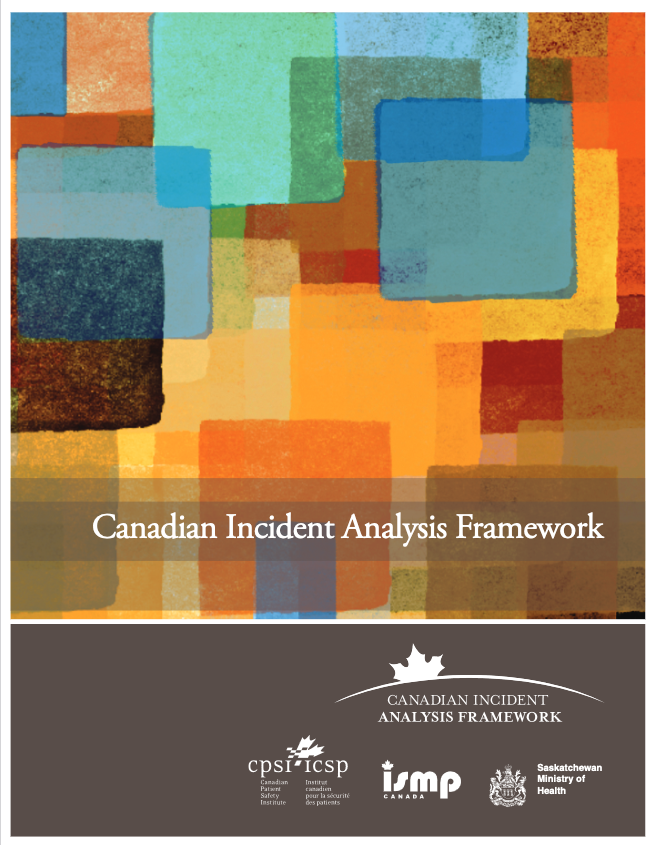 Canadian Incident Analysis Framework
CANADIAN INCIDENT
ANALYSIS FRAMEWORK
cpsi icsp
Canadian
Patient
Safety
Institute
Institut
canadien
pour la sécurité
des patients
ismp
CANADA
Saskatchewan
Ministry of
Health